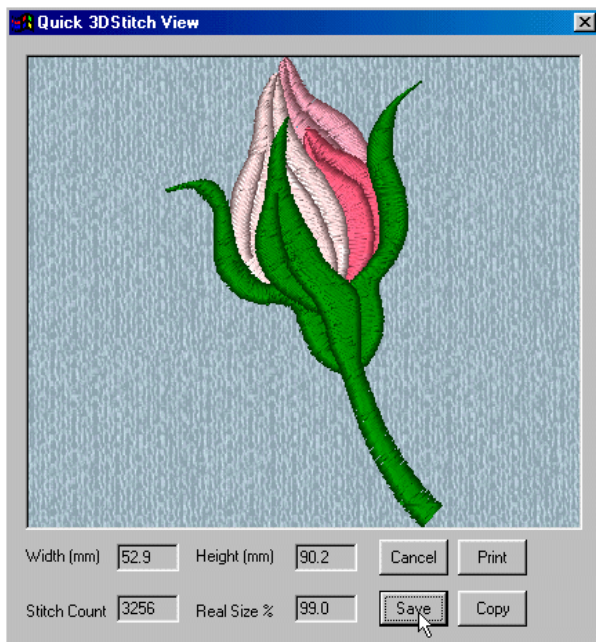 Quick 3DStitch View
Width (mm) 52.9 Height (mm) 90.2 Cancel Print
Stitch Count 3256 Real Size % 99.0 Save Copy